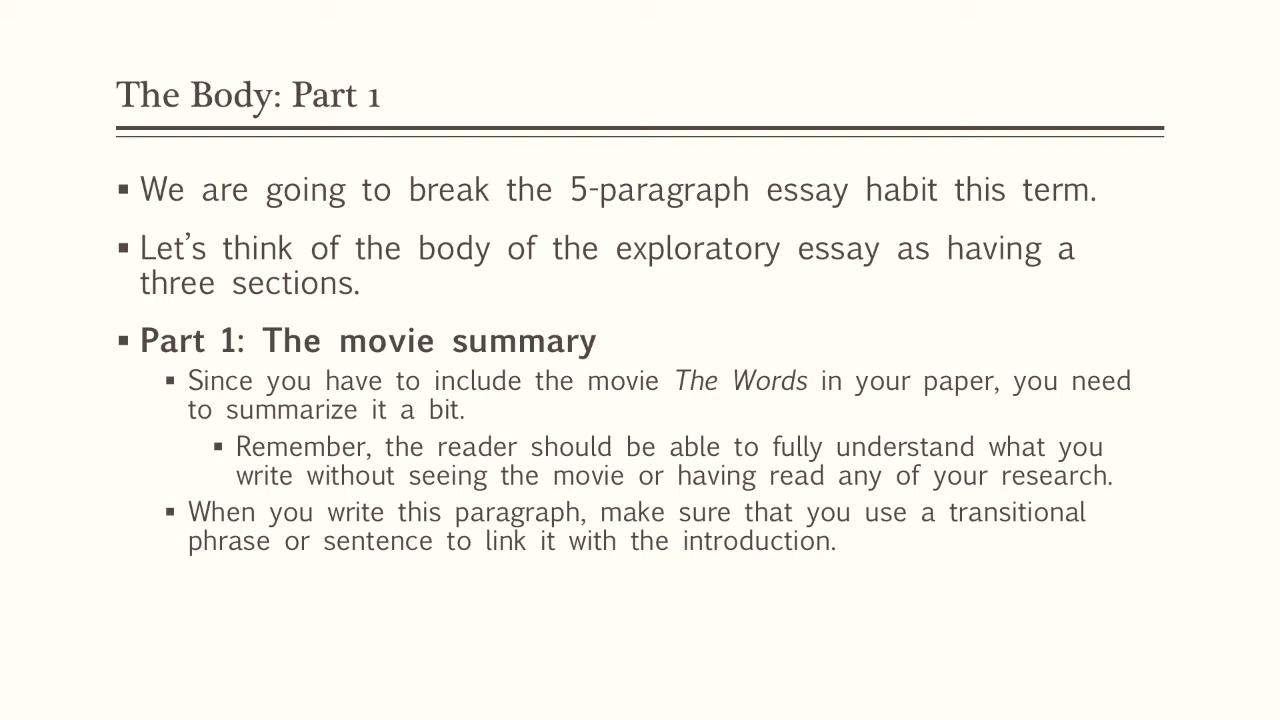 The Body: Part 1
▪ We are going to break the 5-paragraph essay habit this term.
▪ Let’s think of the body of the exploratory essay as having a
three sections.
▪ Part 1: The movie summary
▪ Since you have to include the movie The Words in your paper, you need
to summarize it a bit.
▪ Remember, the reader should be able to fully understand what you
write without seeing the movie or having read any of your research.
▪ When you write this paragraph, make sure that you use a transitional
phrase or sentence to link it with the introduction.